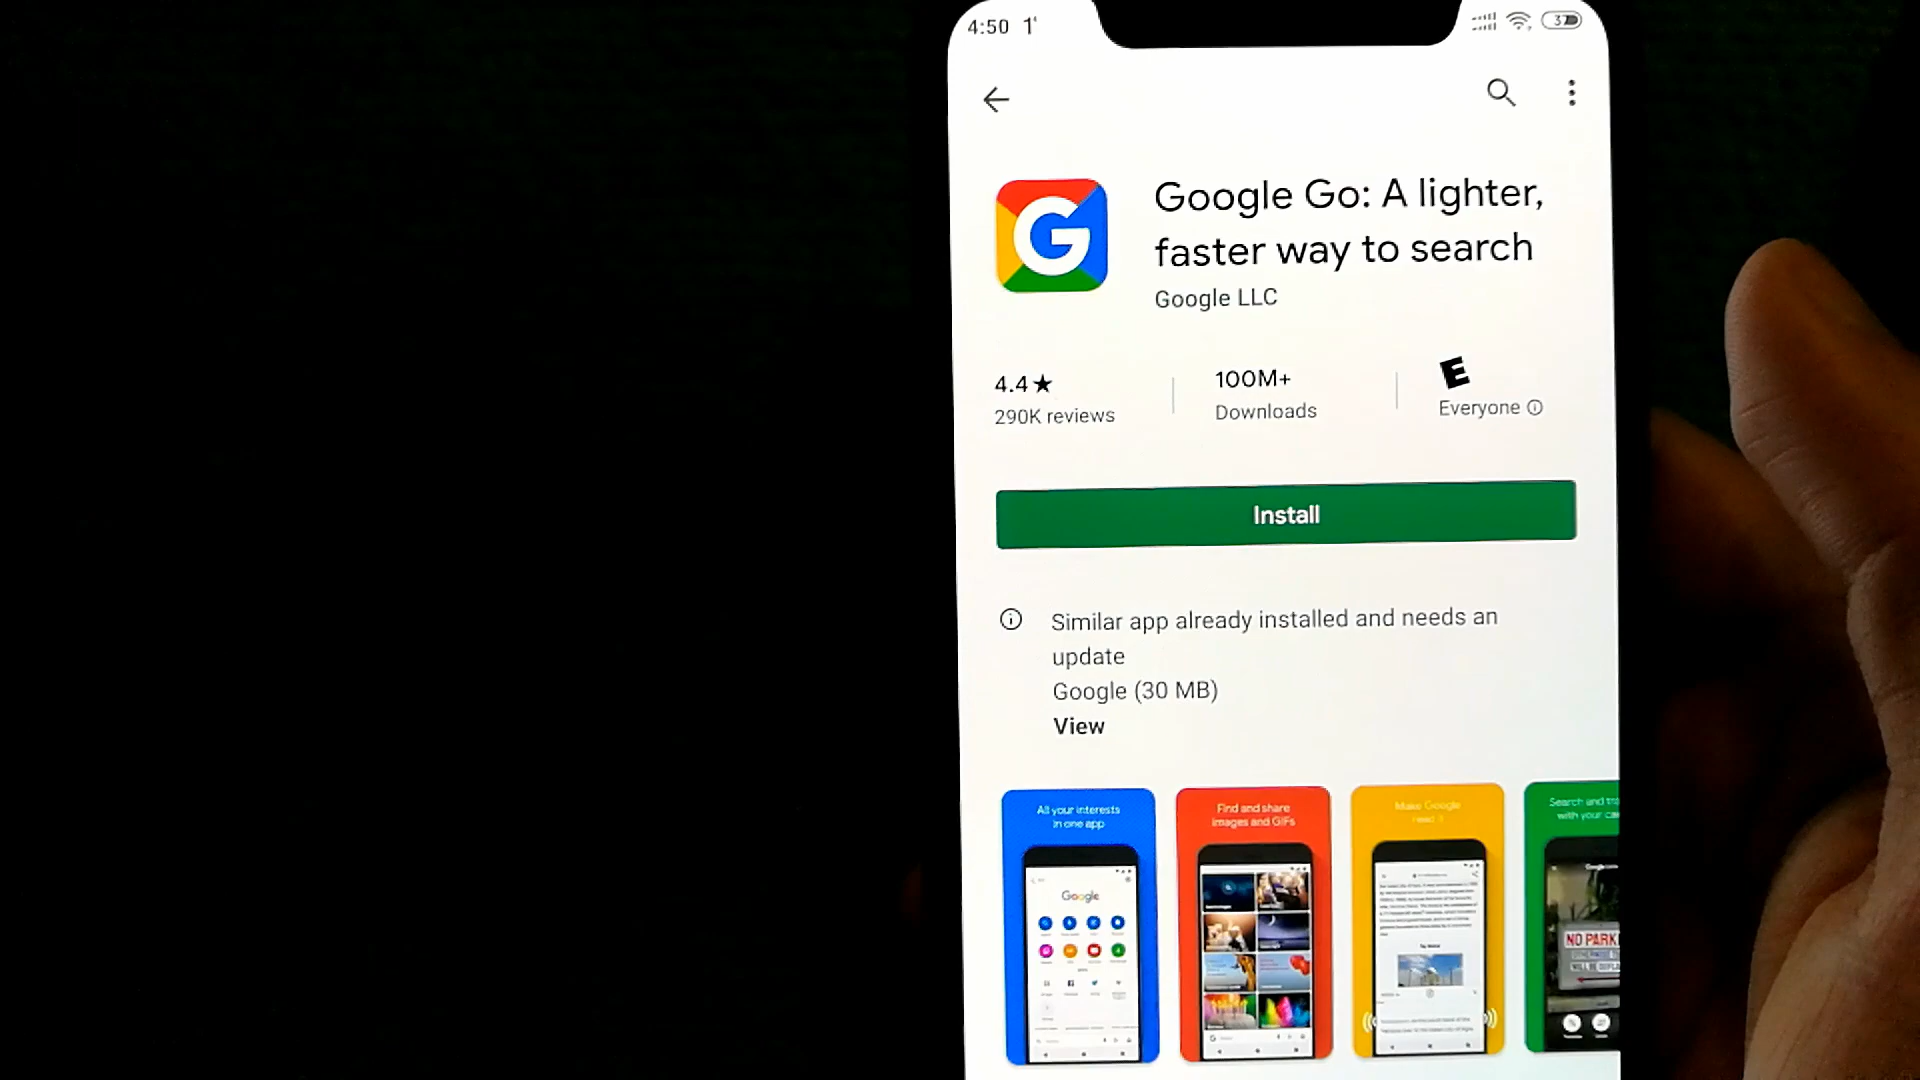 4:50
37
Google Go: A lighter,
faster way to search
Google LLC
4.4★
290K reviews
100M+
Downloads
E
Everyone
Install
Similar app already installed and needs an
update
Google (30 MB)
View
All your interests
in one app
Google
Find and share
images and GIFs
Make Google
read it
Search and tra
with your ca
NO PARK